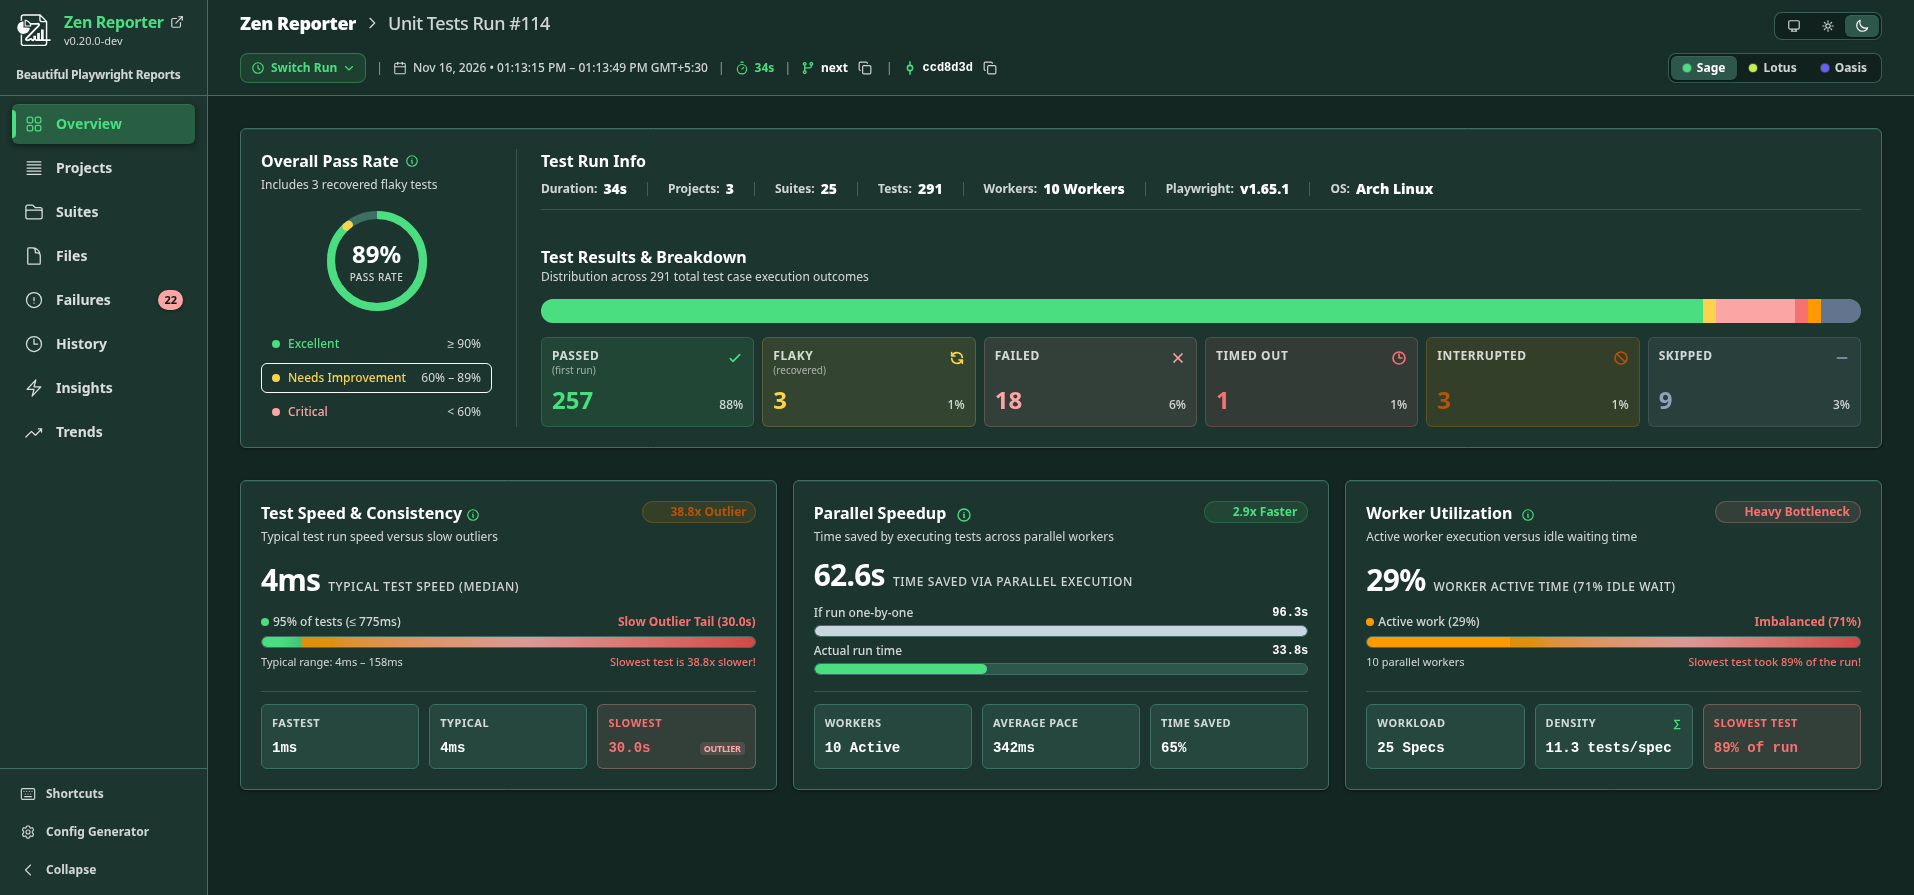 Zen Reporter
v0.20.0-dev
Beautiful Playwright Reports
Overview
Projects
Suites
Files
Failures 22
History
Insights
Trends
Shortcuts
Config Generator
Collapse
Zen Reporter > Unit Tests Run #114
Switch Run | Nov 16, 2026 • 01:13:15 PM – 01:13:49 PM GMT+5:30 | 34s | next | ccd8d3d
Sage Lotus Oasis
Overall Pass Rate
Includes 3 recovered flaky tests
89%
PASS RATE
Excellent ≥ 90%
Needs Improvement 60% – 89%
Critical < 60%
Test Run Info
Duration: 34s Projects: 3 Suites: 25 Tests: 291 Workers: 10 Workers Playwright: v1.65.1 OS: Arch Linux
Test Results & Breakdown
Distribution across 291 total test case execution outcomes
PASSED
(first run)
257 88%
FLAKY
(recovered)
3 1%
FAILED
18 6%
TIMED OUT
1 1%
INTERRUPTED
3 1%
SKIPPED
9 3%
Test Speed & Consistency 38.8x Outlier
Typical test run speed versus slow outliers
4ms TYPICAL TEST SPEED (MEDIAN)
95% of tests (≤ 775ms) Slow Outlier Tail (30.0s)
Typical range: 4ms – 158ms Slowest test is 38.8x slower!
FASTEST
1ms
TYPICAL
4ms
SLOWEST
30.0s OUTLIER
Parallel Speedup 2.9x Faster
Time saved by executing tests across parallel workers
62.6s TIME SAVED VIA PARALLEL EXECUTION
If run one-by-one 96.3s
Actual run time 33.8s
WORKERS
10 Active
AVERAGE PACE
342ms
TIME SAVED
65%
Worker Utilization Heavy Bottleneck
Active worker execution versus idle waiting time
29% WORKER ACTIVE TIME (71% IDLE WAIT)
Active work (29%) Imbalanced (71%)
10 parallel workers Slowest test took 89% of the run!
WORKLOAD
25 Specs
DENSITY Σ
11.3 tests/spec
SLOWEST TEST
89% of run